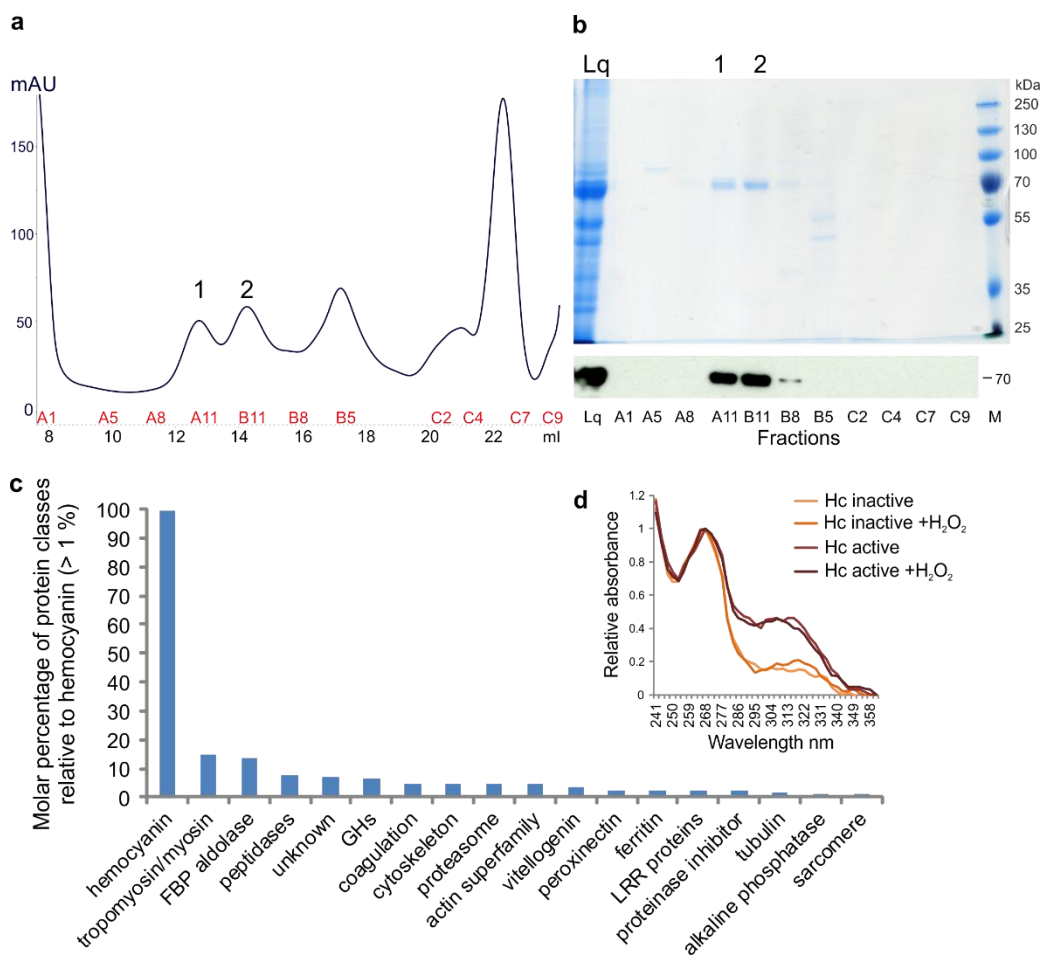 a
mAU
150
100
50
0
1
2
A1 A5 A8 A11 B11 B8 B5 C2 C4 C7 C9
8 10 12 14 16 18 20 22 ml
b
Lq 1 2
kDa
250
130
100
70
55
35
25
–70
Lq A1 A5 A8 A11 B11 B8 B5 C2 C4 C7 C9 M
Fractions
c
Molar percentage of protein classes
relative to hemocyanin (> 1 %)
100
90
80
70
60
50
40
30
20
10
0
hemocyanin
tropomyosin/myosin
FBP aldolase
peptidases
unknown
GHs
coagulation
cytoskeleton
proteasome
actin superfamily
vitellogenin
peroxinectin
ferritin
LRR proteins
proteinase inhibitor
tubulin
alkaline phosphatase
sarcomere
d
Relative absorbance
1.2
1
0.8
0.6
0.4
0.2
0
Hc inactive
Hc inactive +H₂O₂
Hc active
Hc active +H₂O₂
241 250 259 268 277 286 295 304 313 322 331 340 349 358
Wavelength nm